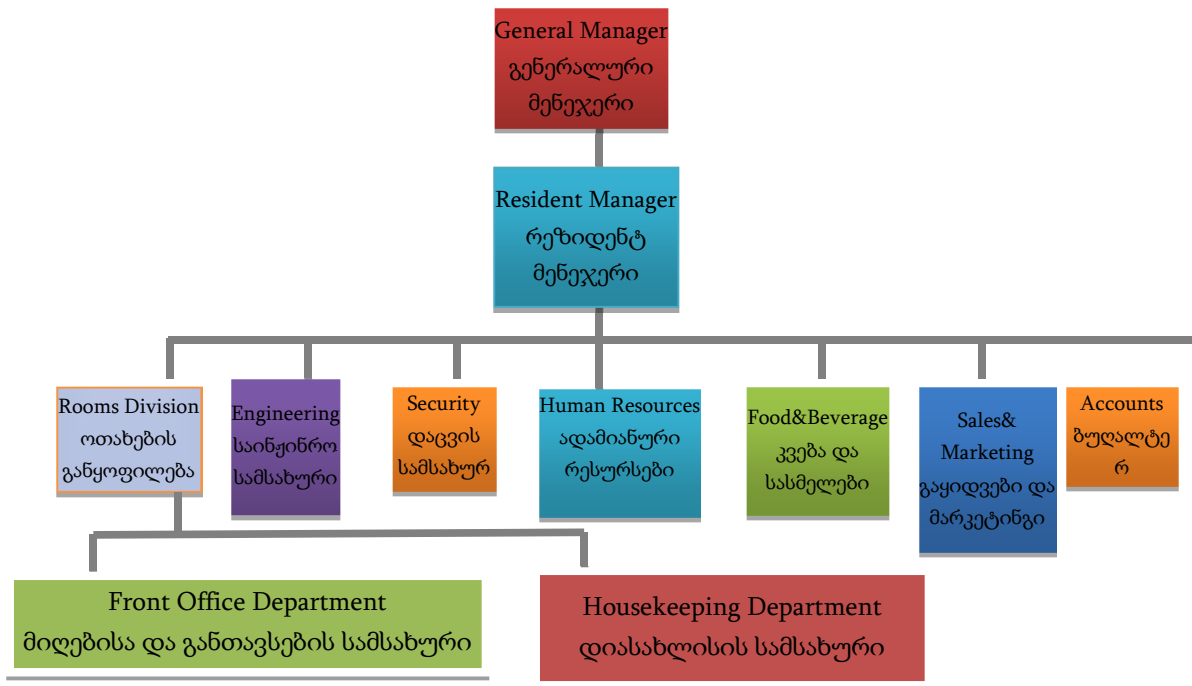 General Manager
გენერალური
მენეჯერი
Resident Manager
რეზიდენტ
მენეჯერი
Rooms Division
ოთახების
განყოფილება
Engineering
საინჟინრო
სამსახური
Security
დაცვის
სამსახურ
Human Resources
ადამიანური
რესურსები
Food&Beverage
კვება და
სასმელები
Sales&
Marketing
გაყიდვები და
მარკეტინგი
Accounts
ბუღალტე
რ
Front Office Department
მიღებისა და განთავსების სამსახური
Housekeeping Department
დიასახლისის სამსახური